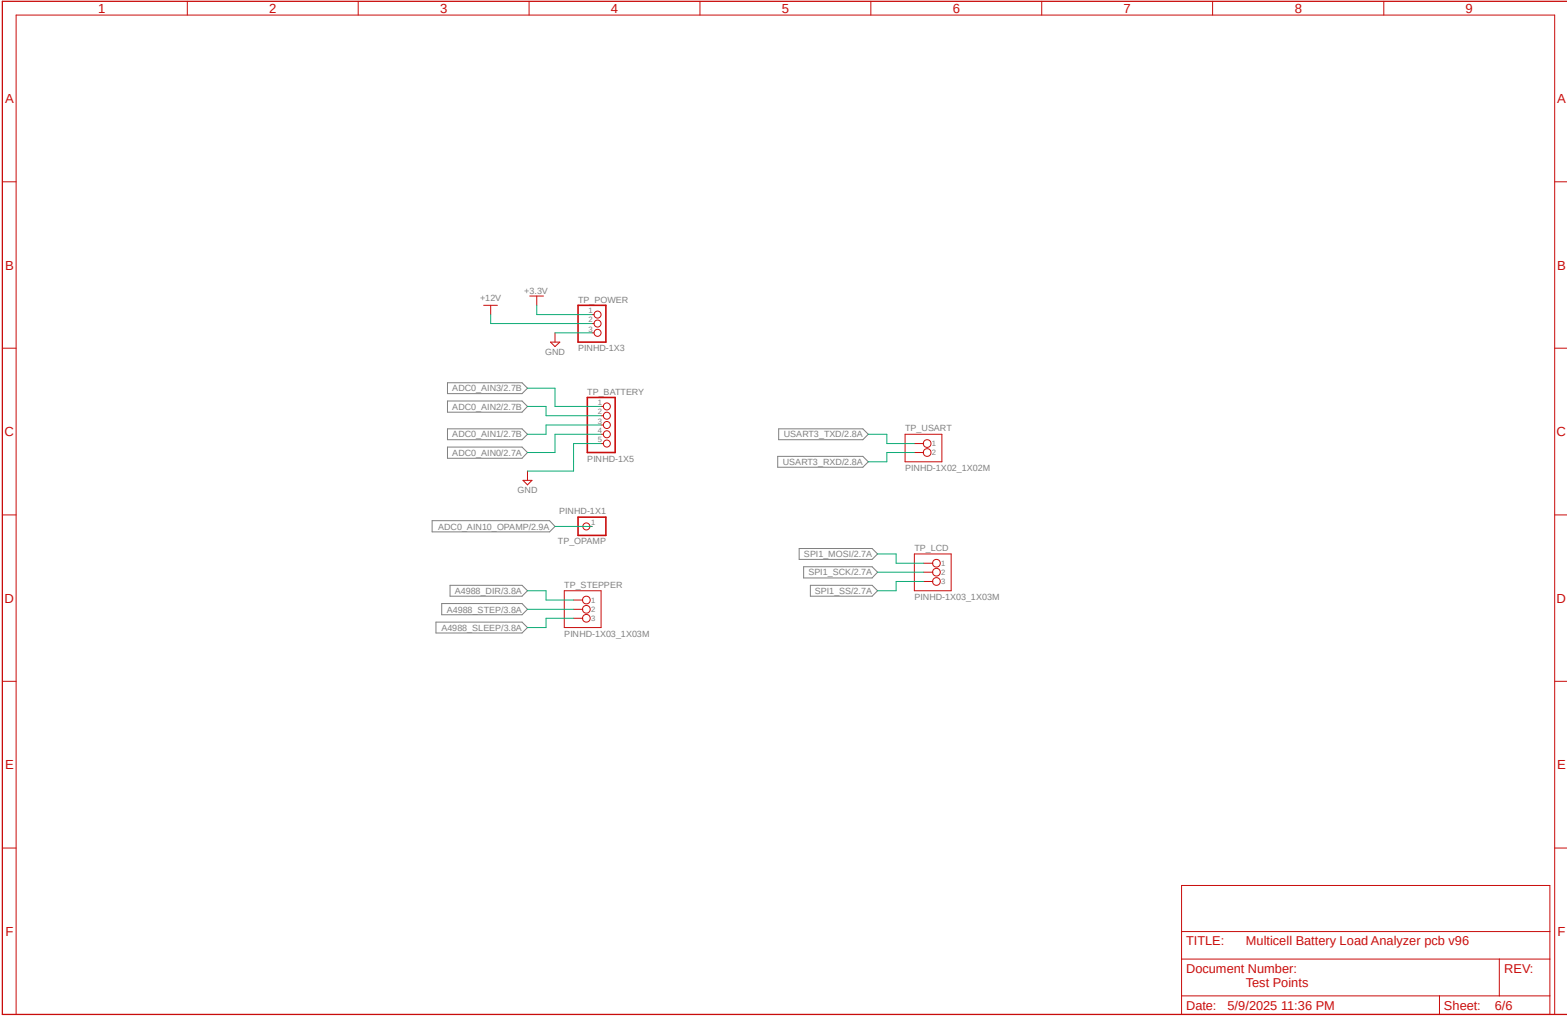 1 2 3 4 5 6 7 8 9
A A
B B
+12V
+3.3V
TP_POWER
1
2
3
GND
PINHD-1X3
C C
ADC0_AIN3/2.7B
ADC0_AIN2/2.7B
ADC0_AIN1/2.7B
ADC0_AIN0/2.7A
TP_BATTERY
1
2
3
4
5
PINHD-1X5
GND
USART3_TXD/2.8A
USART3_RXD/2.8A
TP_USART
1
2
PINHD-1X02_1X02M
PINHD-1X1
ADC0_AIN10_OPAMP/2.9A
1
TP_OPAMP
D D
SPI1_MOSI/2.7A
SPI1_SCK/2.7A
SPI1_SS/2.7A
TP_LCD
1
2
3
PINHD-1X03_1X03M
A4988_DIR/3.8A
A4988_STEP/3.8A
A4988_SLEEP/3.8A
TP_STEPPER
1
2
3
PINHD-1X03_1X03M
E E
F F
TITLE: Multicell Battery Load Analyzer pcb v96
Document Number: REV:
Test Points
Date: 5/9/2025 11:36 PM Sheet: 6/6